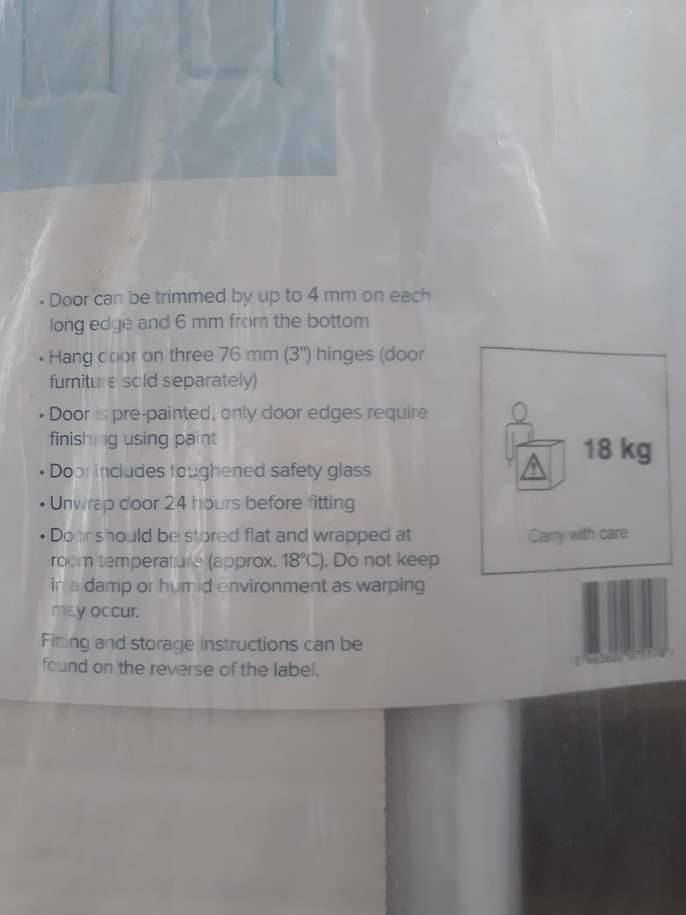 • Door can be trimmed by up to 4 mm on each
long edge and 6 mm from the bottom
• Hang door on three 76 mm (3") hinges (door
furniture sold separately)
• Door is pre-painted, only door edges require
finishing using paint
• Door includes toughened safety glass
• Unwrap door 24 hours before fitting
• Door should be stored flat and wrapped at
room temperature (approx. 18°C). Do not keep
in a damp or humid environment as warping
may occur.
Fitting and storage instructions can be
found on the reverse of the label.
18 kg
Carry with care